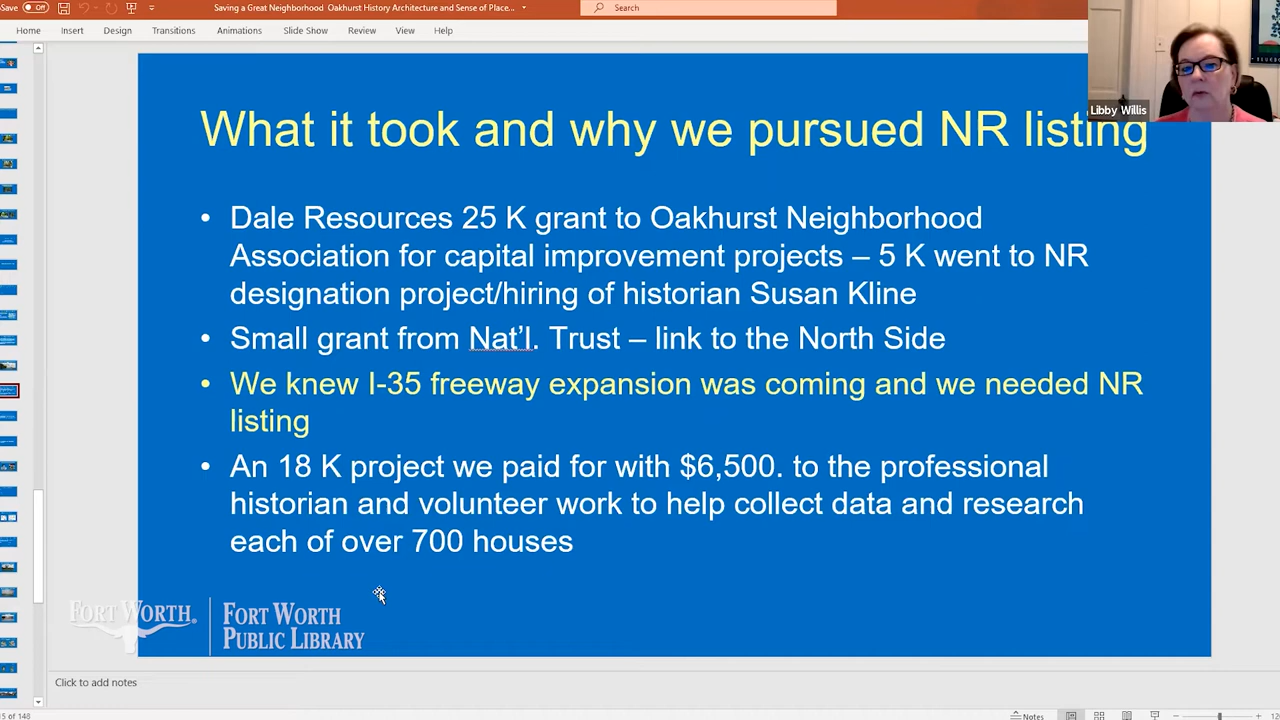 Save Off
Saving a Great Neighborhood Oakhurst History Architecture and Sense of Place...
Search
Home Insert Design Transitions Animations Slide Show Review View Help
Libby Willis
What it took and why we pursued NR listing
• Dale Resources 25 K grant to Oakhurst Neighborhood
Association for capital improvement projects – 5 K went to NR
designation project/hiring of historian Susan Kline
• Small grant from Nat’l. Trust – link to the North Side
• We knew I-35 freeway expansion was coming and we needed NR
listing
• An 18 K project we paid for with $6,500. to the professional
historian and volunteer work to help collect data and research
each of over 700 houses
FORT WORTH®
FORT WORTH
PUBLIC LIBRARY
Click to add notes
5 of 148
Notes